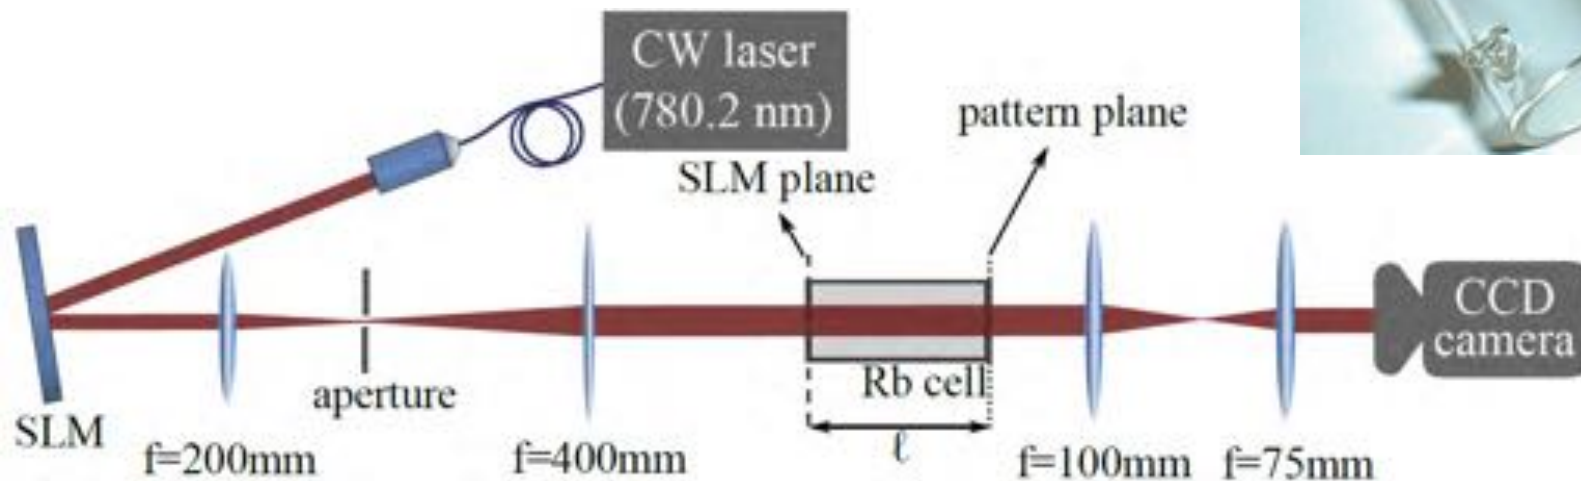 CW laser
(780.2 nm)
pattern plane
SLM plane
SLM
f=200mm
aperture
f=400mm
Rb cell
ℓ
f=100mm
f=75mm
CCD
camera